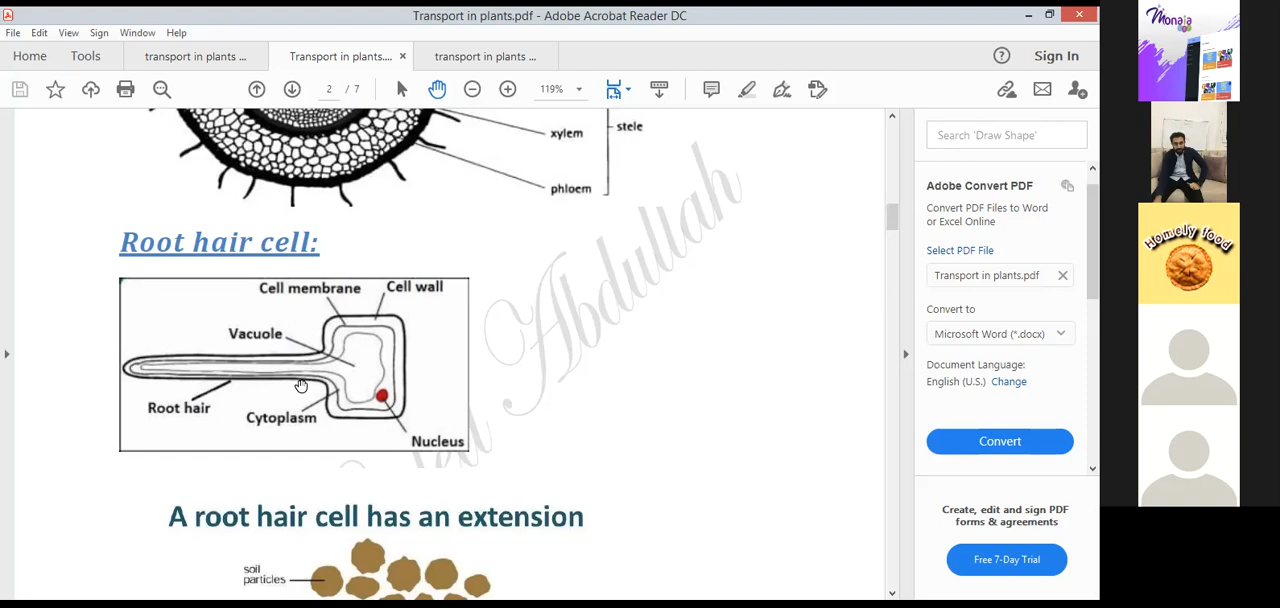 Transport in plants.pdf - Adobe Acrobat Reader DC
File Edit View Sign Window Help
Home Tools transport in plants ... Transport in plants.... × transport in plants ... Sign In
2 / 7 119%
xylem
stele
phloem
Root hair cell:
Cell membrane
Cell wall
Vacuole
Root hair
Cytoplasm
Nucleus
Abdullah
A root hair cell has an extension
soil
particles
Search 'Draw Shape'
Adobe Convert PDF
Convert PDF Files to Word
or Excel Online
Select PDF File
Transport in plants.pdf
Convert to
Microsoft Word (*.docx)
Document Language:
English (U.S.) Change
Convert
Create, edit and sign PDF
forms & agreements
Free 7-Day Trial
Homely food